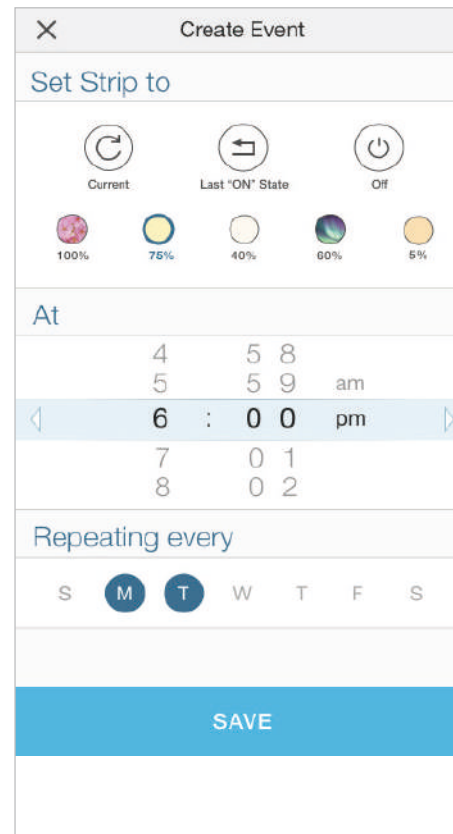 Create Event
Set Strip to
Current Last "ON" State Off
100% 75% 40% 60% 5%
At
4 5 8
5 5 9 am
6 : 0 0 pm
7 0 1
8 0 2
Repeating every
S M T W T F S
SAVE